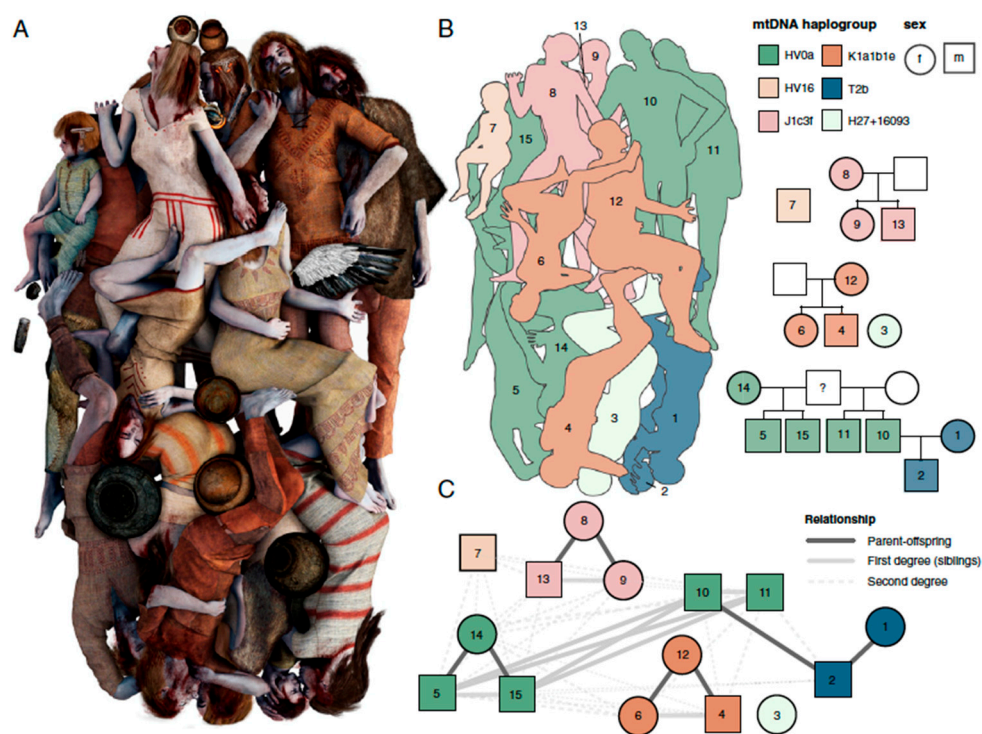 A
B
mtDNA haplogroup
sex
HV0a
K1a1b1e
f
m
HV16
T2b
J1c3f
H27+16093
13
9
8
7
15
10
11
12
6
14
5
3
1
4
2
8
7
9
13
12
6
4
3
14
?
5
15
11
10
1
2
C
Relationship
Parent-offspring
First degree (siblings)
Second degree
8
7
13
9
10
11
14
1
12
2
5
15
6
4
3